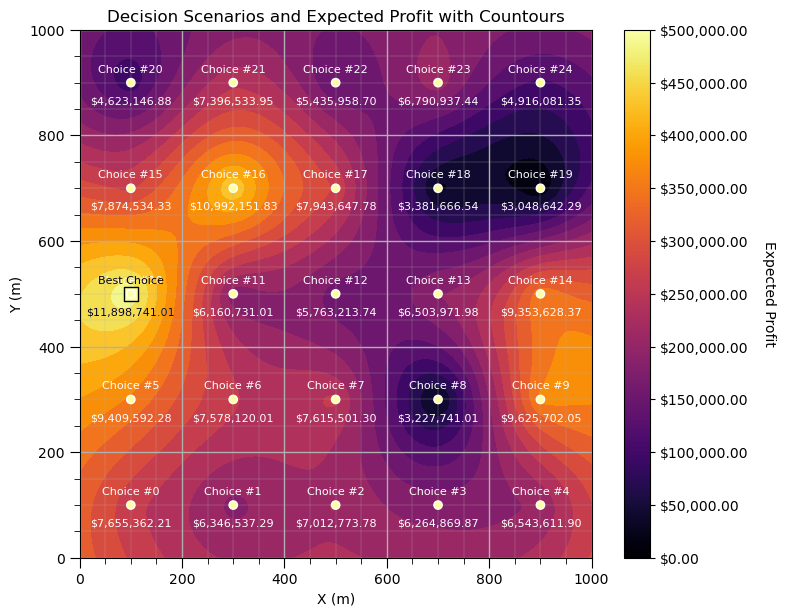 Decision Scenarios and Expected Profit with Countours
1000
800
600
400
200
0
Y (m)
Choice #20
Choice #21
Choice #22
Choice #23
Choice #24
$4,623,146.88
$7,396,533.95
$5,435,958.70
$6,790,937.44
$4,916,081.35
Choice #15
Choice #16
Choice #17
Choice #18
Choice #19
$7,874,534.33
$10,992,151.83
$7,943,647.78
$3,381,666.54
$3,048,642.29
Best Choice
Choice #11
Choice #12
Choice #13
Choice #14
$11,898,741.01
$6,160,731.01
$5,763,213.74
$6,503,971.98
$9,353,628.37
Choice #5
Choice #6
Choice #7
Choice #8
Choice #9
$9,409,592.28
$7,578,120.01
$7,615,501.30
$3,227,741.01
$9,625,702.05
Choice #0
Choice #1
Choice #2
Choice #3
Choice #4
$7,655,362.21
$6,346,537.29
$7,012,773.78
$6,264,869.87
$6,543,611.90
0
200
400
600
800
1000
X (m)
$500,000.00
$450,000.00
$400,000.00
$350,000.00
$300,000.00
$250,000.00
$200,000.00
$150,000.00
$100,000.00
$50,000.00
$0.00
Expected Profit